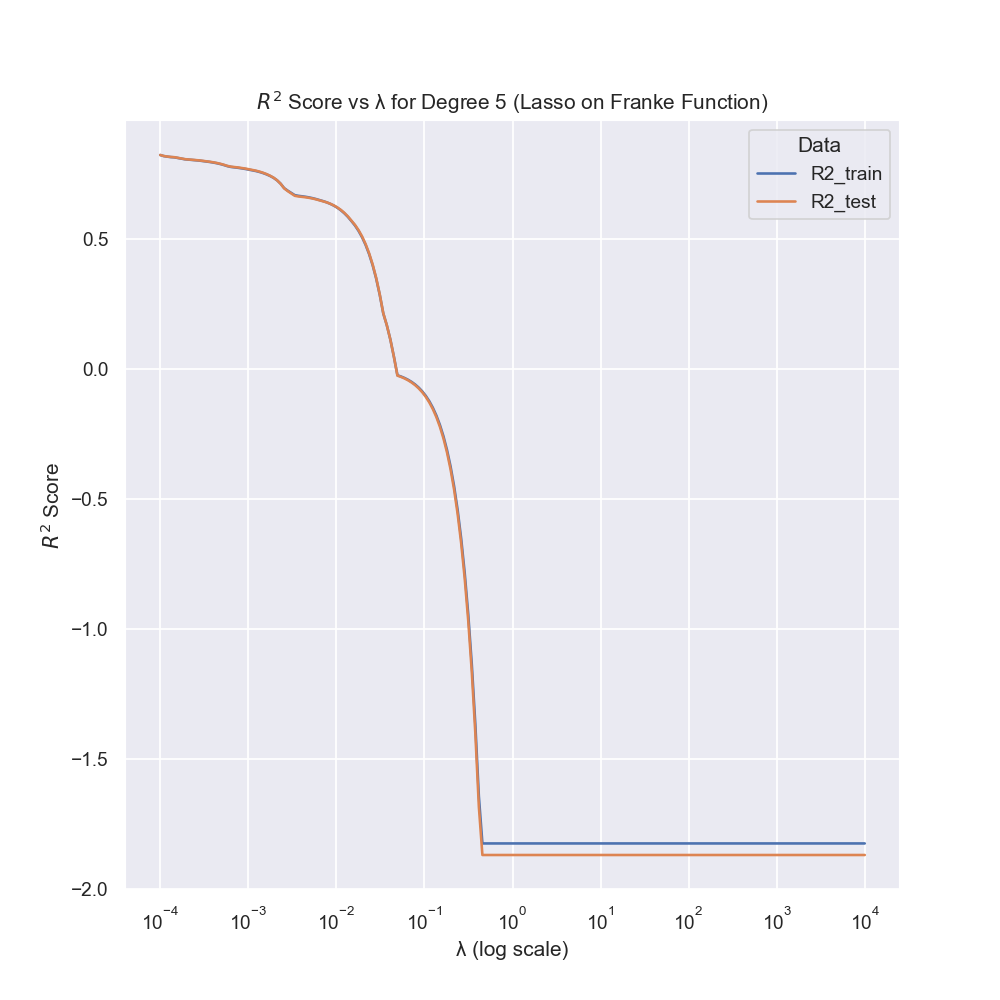 R² Score vs λ for Degree 5 (Lasso on Franke Function)
Data
R2_train
R2_test
0.5
0.0
−0.5
−1.0
−1.5
−2.0
R² Score
10⁻⁴ 10⁻³ 10⁻² 10⁻¹ 10⁰ 10¹ 10² 10³ 10⁴
λ (log scale)